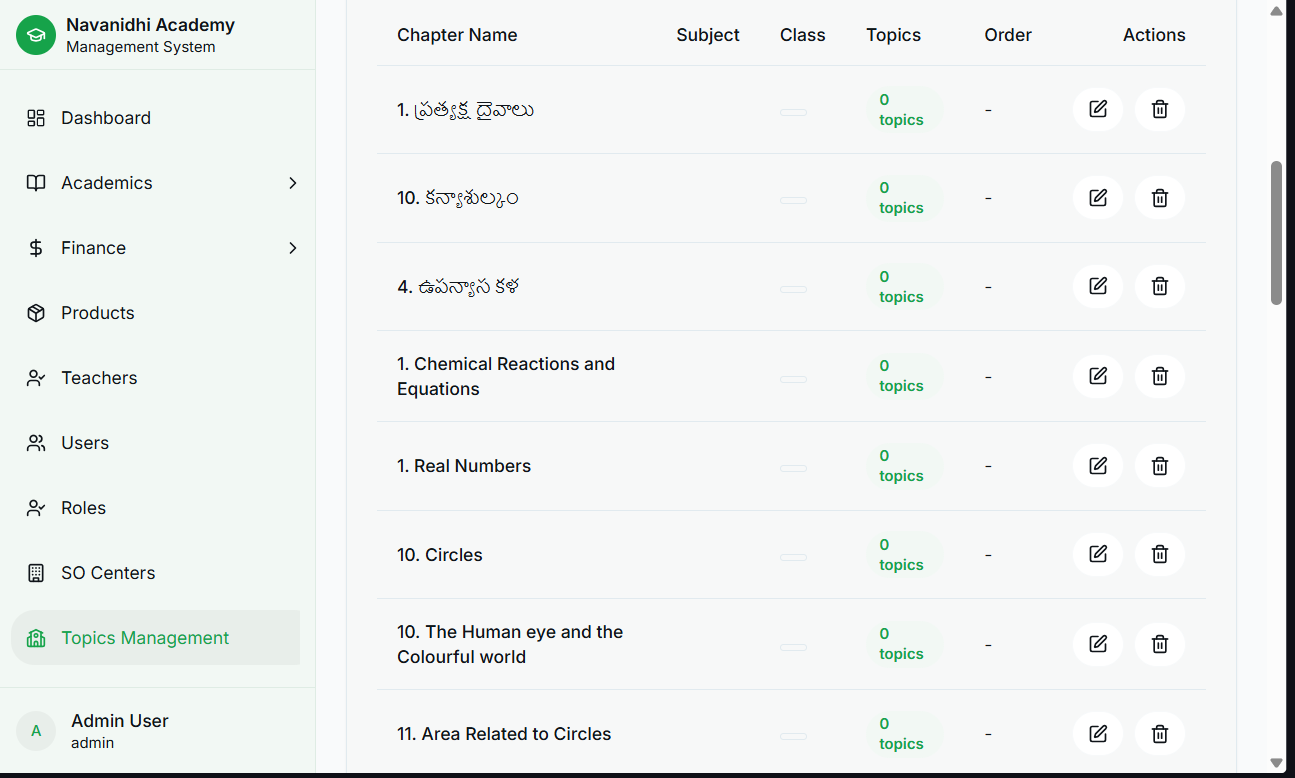 Navanidhi Academy
Management System
Dashboard
Academics
Finance
Products
Teachers
Users
Roles
SO Centers
Topics Management
A
Admin User
admin
Chapter Name Subject Class Topics Order Actions
1. ప్రత్యక్ష దైవాలు 0 topics -
10. కన్యాశుల్కం 0 topics -
4. ఉపన్యాస కళ 0 topics -
1. Chemical Reactions and
Equations 0 topics -
1. Real Numbers 0 topics -
10. Circles 0 topics -
10. The Human eye and the
Colourful world 0 topics -
11. Area Related to Circles 0 topics -